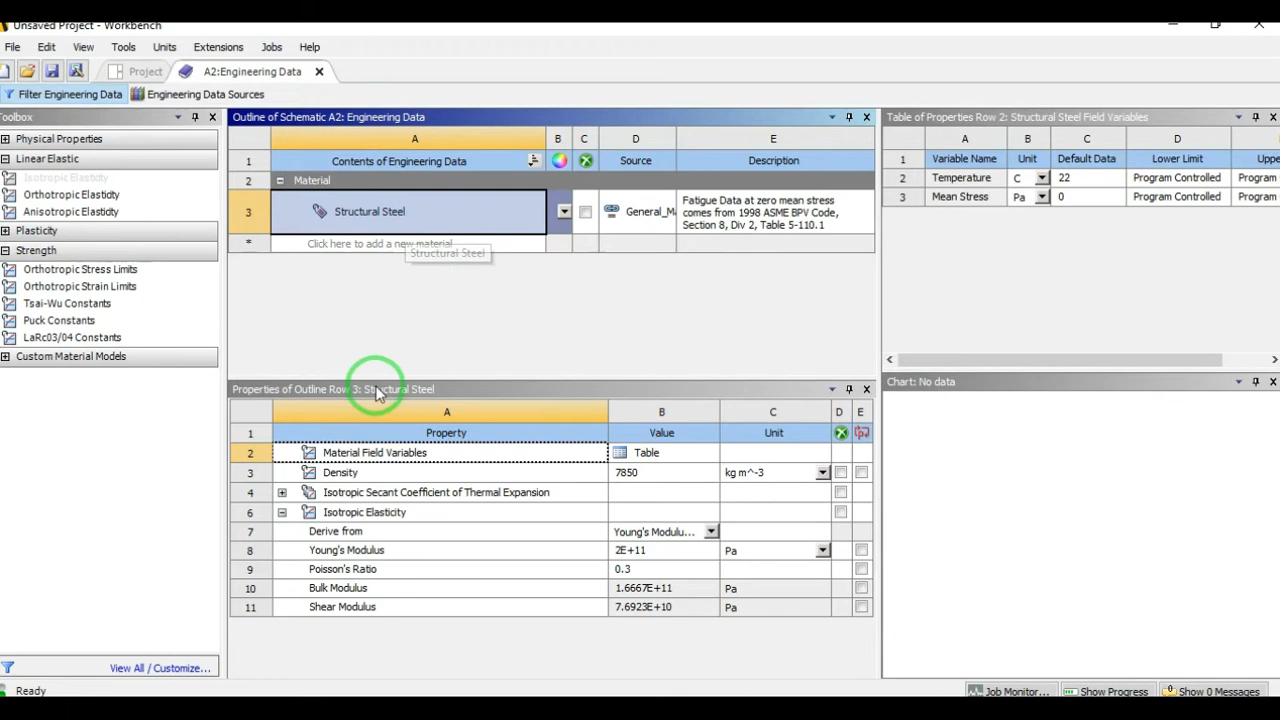 Unsaved Project - Workbench
File Edit View Tools Units Extensions Jobs Help
Project A2:Engineering Data
Filter Engineering Data Engineering Data Sources
Toolbox
Physical Properties
Linear Elastic
Isotropic Elasticity
Orthotropic Elasticity
Anisotropic Elasticity
Plasticity
Strength
Orthotropic Stress Limits
Orthotropic Strain Limits
Tsai-Wu Constants
Puck Constants
LaRc03/04 Constants
Custom Material Models
View All / Customize...
Outline of Schematic A2: Engineering Data
A B C D E
1 Contents of Engineering Data Source Description
2 Material
3 Structural Steel General_Ma Fatigue Data at zero mean stress
comes from 1998 ASME BPV Code,
Section 8, Div 2, Table 5-110.1
* Click here to add a new material
Structural Steel
Properties of Outline Row 3: Structural Steel
A B C D E
1 Property Value Unit
2 Material Field Variables Table
3 Density 7850 kg m^-3
4 Isotropic Secant Coefficient of Thermal Expansion
6 Isotropic Elasticity
7 Derive from Young's Modulu...
8 Young's Modulus 2E+11 Pa
9 Poisson's Ratio 0.3
10 Bulk Modulus 1.6667E+11 Pa
11 Shear Modulus 7.6923E+10 Pa
Table of Properties Row 2: Structural Steel Field Variables
A B C D
1 Variable Name Unit Default Data Lower Limit Uppe
2 Temperature C 22 Program Controlled Program
3 Mean Stress Pa 0 Program Controlled Program
Chart: No data
Ready
Job Monitor... Show Progress Show 0 Messages